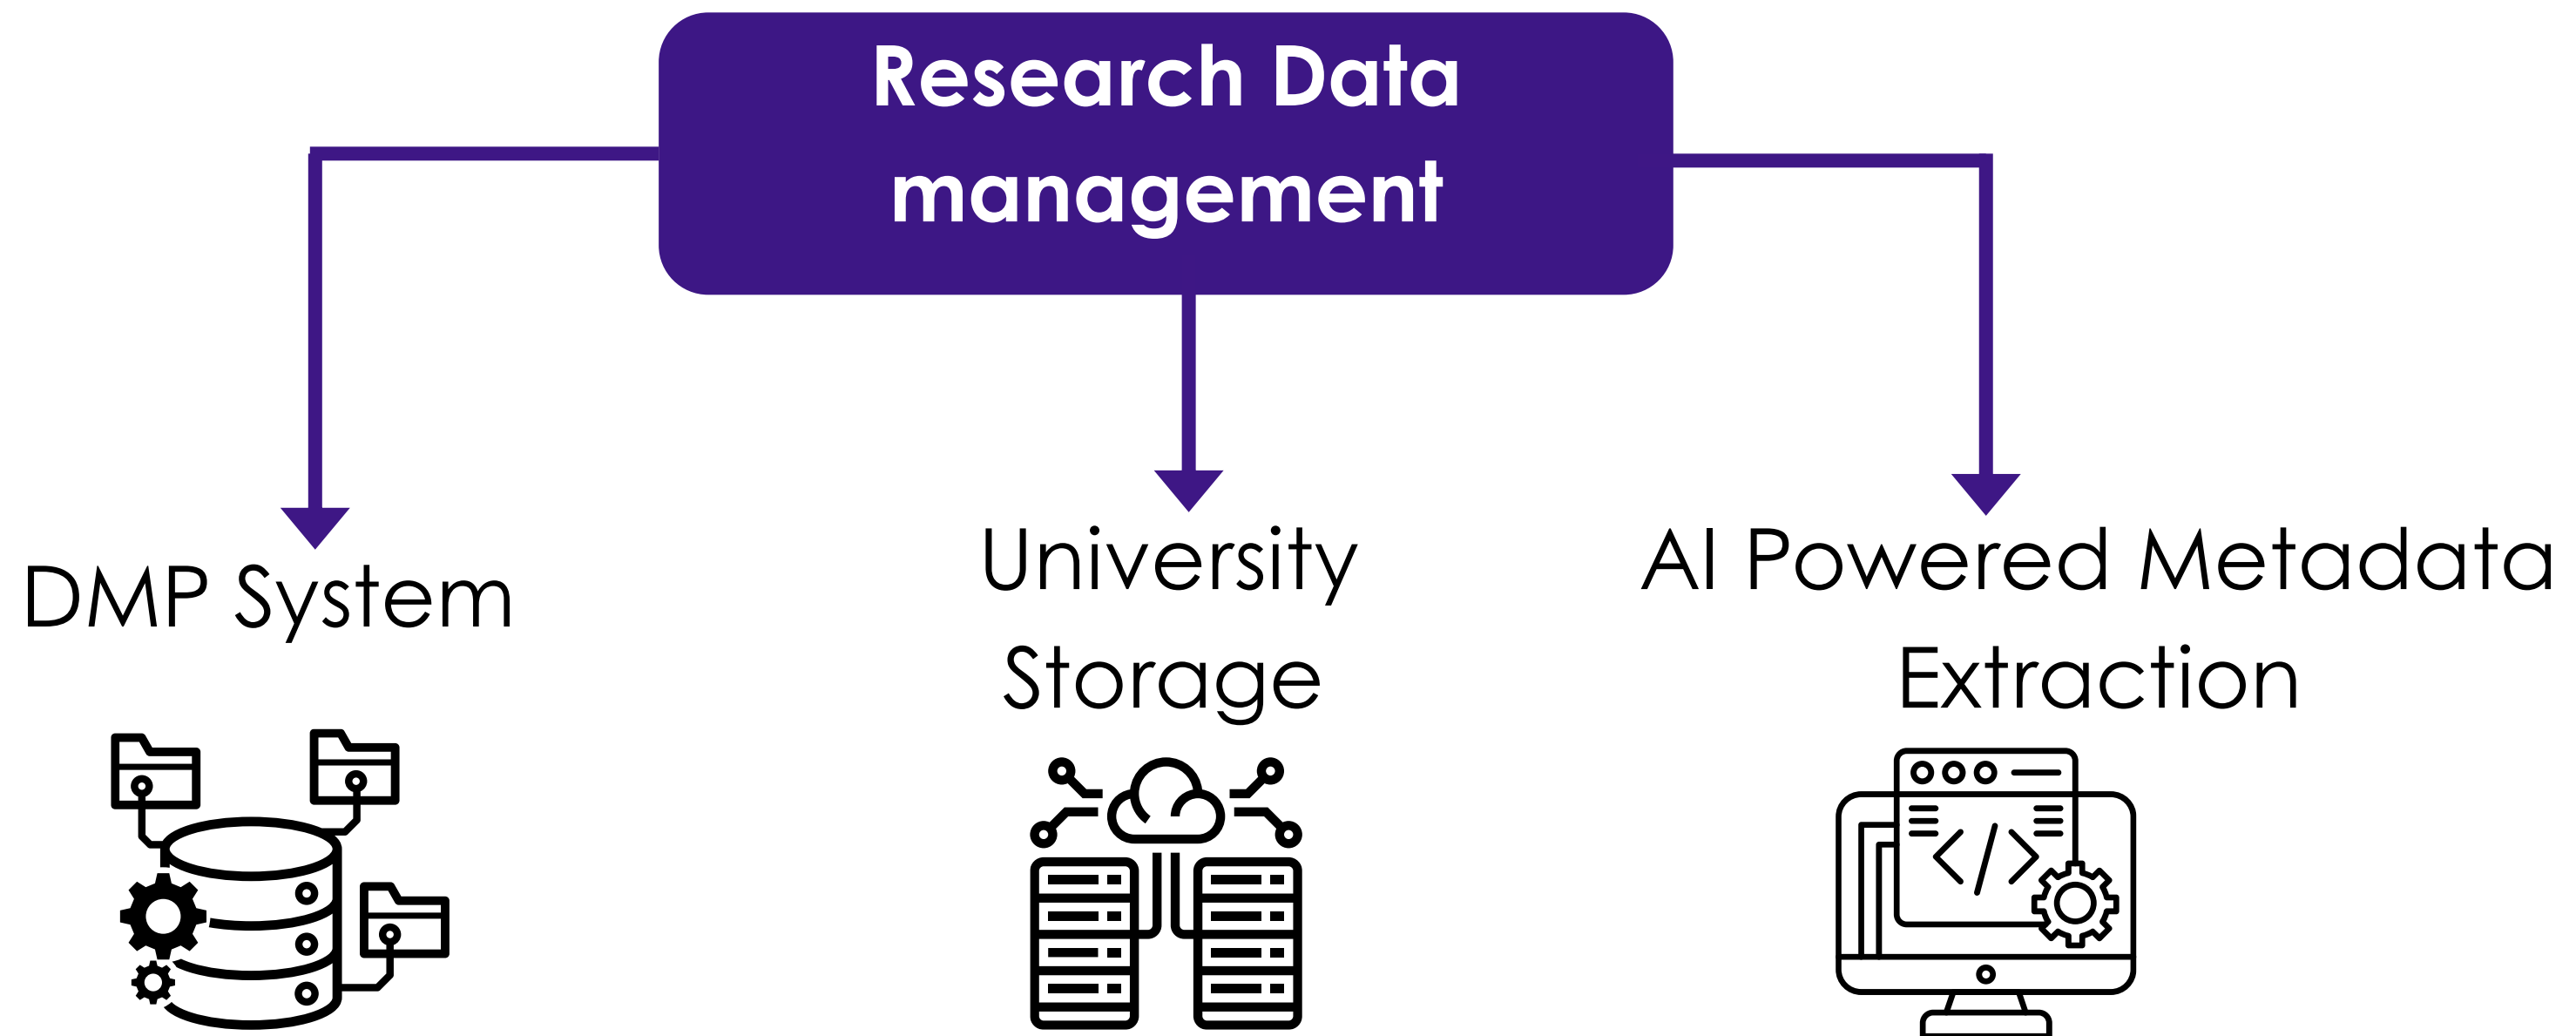 Research Data
management
DMP System
University
Storage
AI Powered Metadata
Extraction